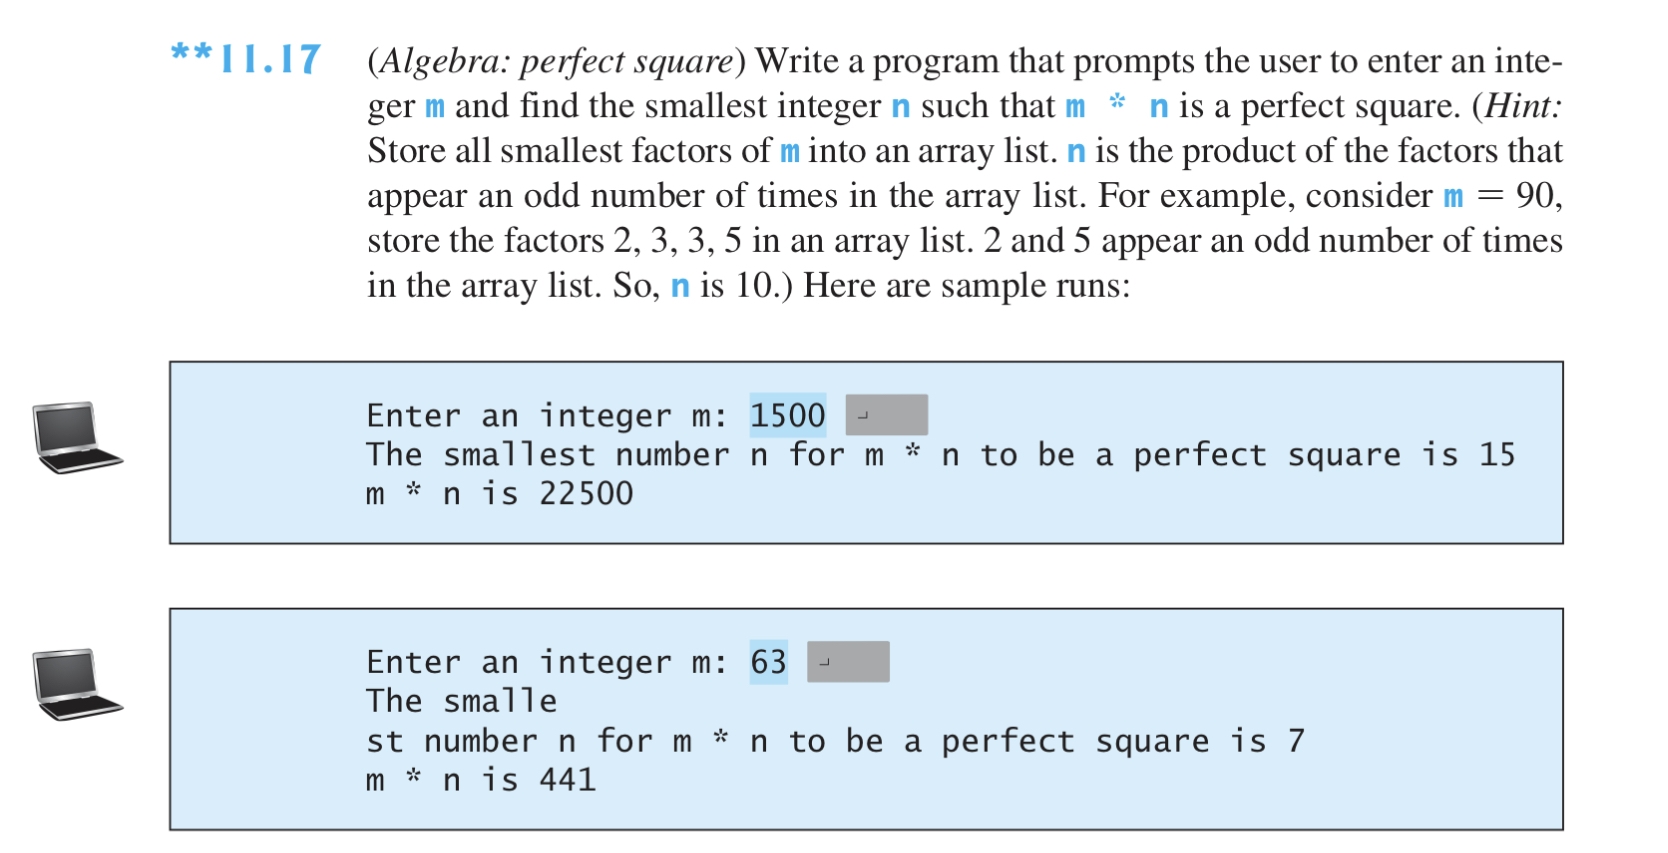 **11.17 (Algebra: perfect square) Write a program that prompts the user to enter an inte-
ger m and find the smallest integer n such that m * n is a perfect square. (Hint:
Store all smallest factors of m into an array list. n is the product of the factors that
appear an odd number of times in the array list. For example, consider m = 90,
store the factors 2, 3, 3, 5 in an array list. 2 and 5 appear an odd number of times
in the array list. So, n is 10.) Here are sample runs:
Enter an integer m: 1500 ↵
The smallest number n for m * n to be a perfect square is 15
m * n is 22500
Enter an integer m: 63 ↵
The smalle
st number n for m * n to be a perfect square is 7
m * n is 441